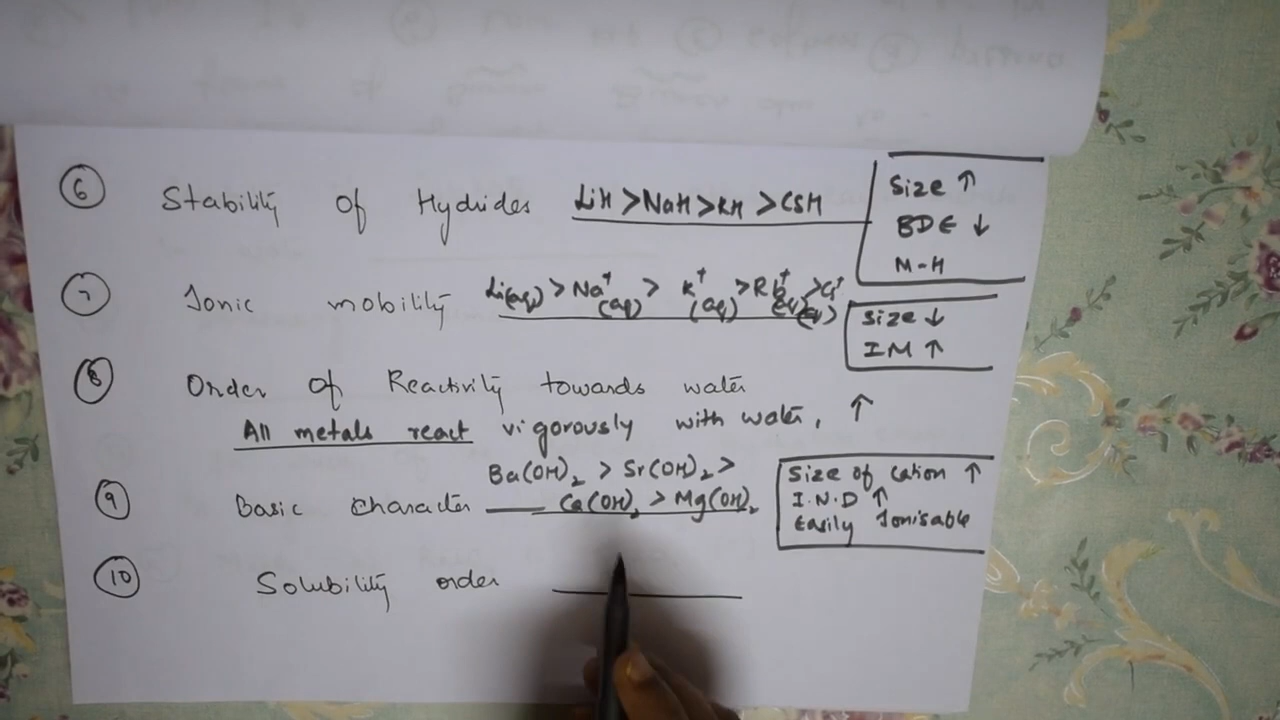 ⑥ Stability of Hydrides LiH > NaH > KH > CSH
Size ↑
BDE ↓
M-H
⑦ Ionic mobility Li(aq) > Na⁺(aq) > K⁺(aq) > Rb⁺(aq) > Cs⁺(aq)
Size ↓
IM ↑
⑧ Order of Reactivity towards water
All metals react vigorously with water, ↑
Ba(OH)₂ > Sr(OH)₂ >
⑨ Basic character Ca(OH)₂ > Mg(OH)₂
Size of cation ↑
I.N.D ↑
Easily Ionisable
⑩ Solubility order